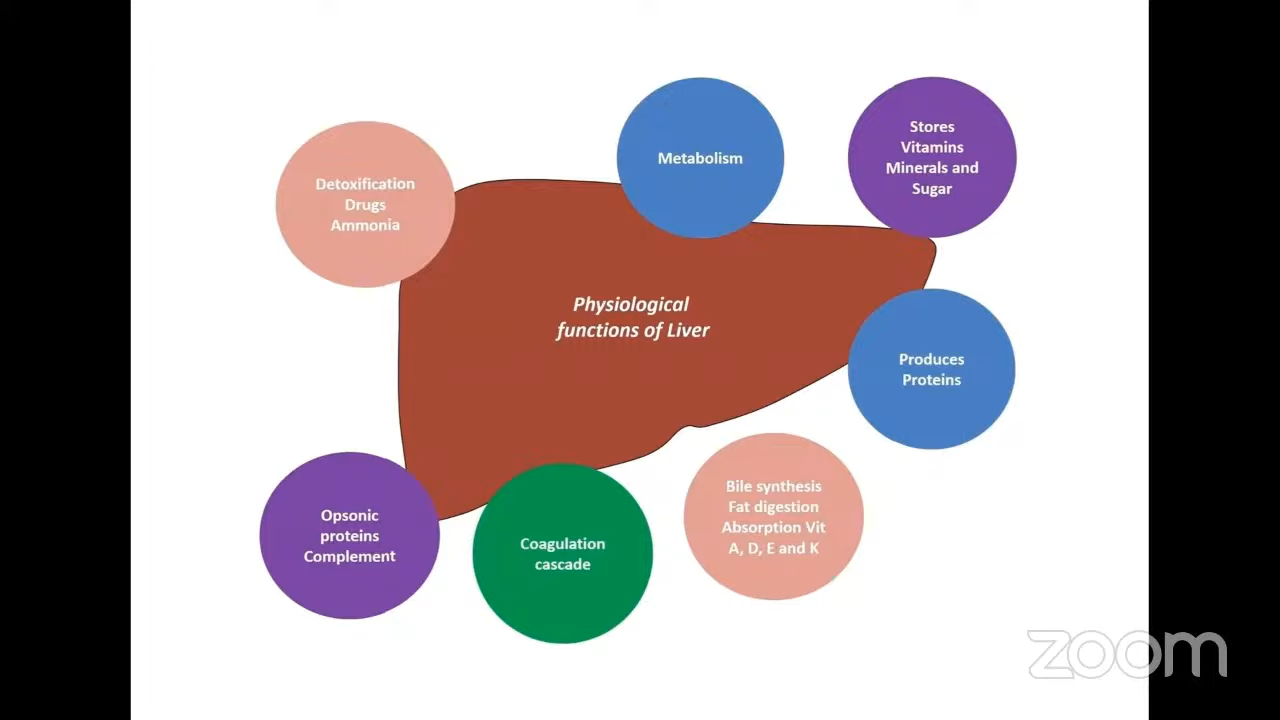 Metabolism
Stores
Vitamins
Minerals and
Sugar
Detoxification
Drugs
Ammonia
Physiological
functions of Liver
Produces
Proteins
Bile synthesis
Fat digestion
Absorption Vit
A, D, E and K
Opsonic
proteins
Complement
Coagulation
cascade
zoom